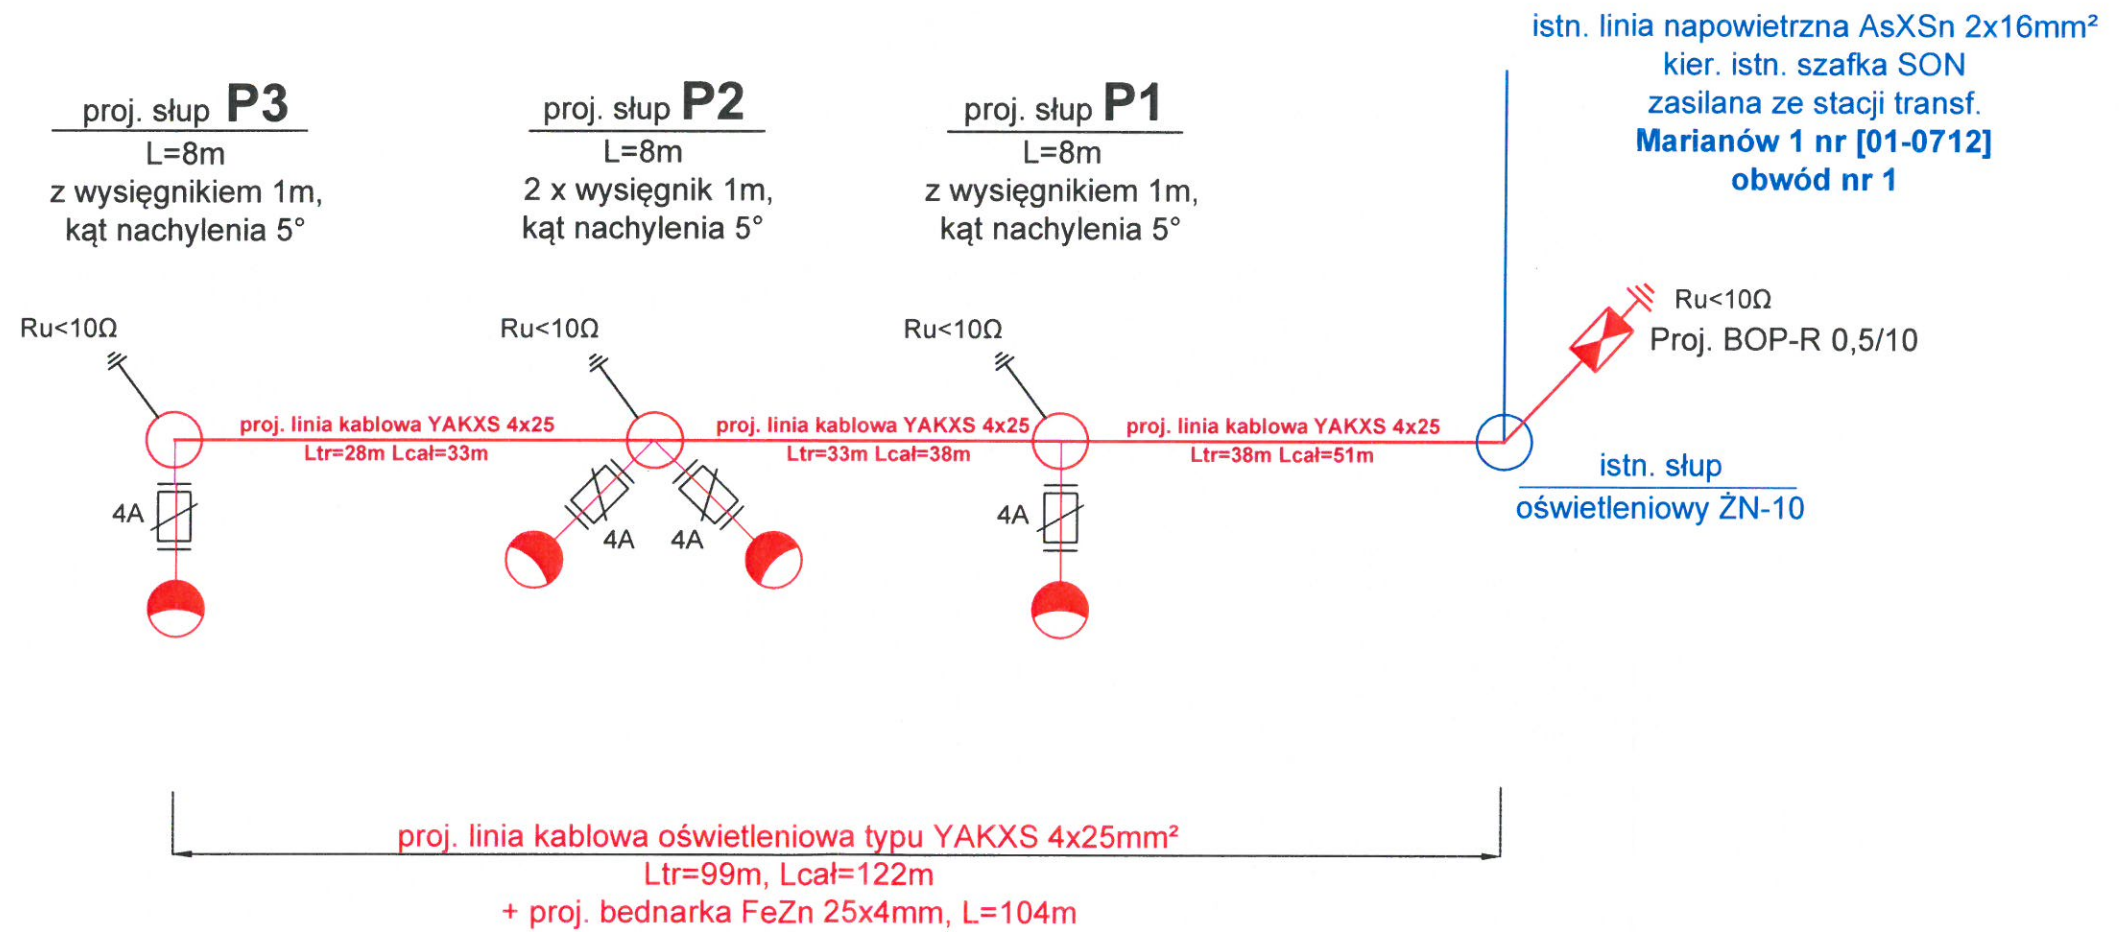 proj. słup P3
L=8m
z wysięgnikiem 1m,
kąt nachylenia 5°
proj. słup P2
L=8m
2 x wysięgnik 1m,
kąt nachylenia 5°
proj. słup P1
L=8m
z wysięgnikiem 1m,
kąt nachylenia 5°
istn. linia napowietrzna AsXSn 2x16mm²
kier. istn. szafka SON
zasilana ze stacji transf.
Marianów 1 nr [01-0712]
obwód nr 1
Ru<10Ω
Ru<10Ω
Ru<10Ω
Ru<10Ω
Proj. BOP-R 0,5/10
proj. linia kablowa YAKXS 4x25
Ltr=28m Lcał=33m
proj. linia kablowa YAKXS 4x25
Ltr=33m Lcał=38m
proj. linia kablowa YAKXS 4x25
Ltr=38m Lcał=51m
istn. słup
oświetleniowy ŻN-10
4A
4A
4A
4A
proj. linia kablowa oświetleniowa typu YAKXS 4x25mm²
Ltr=99m, Lcał=122m
+ proj. bednarka FeZn 25x4mm, L=104m